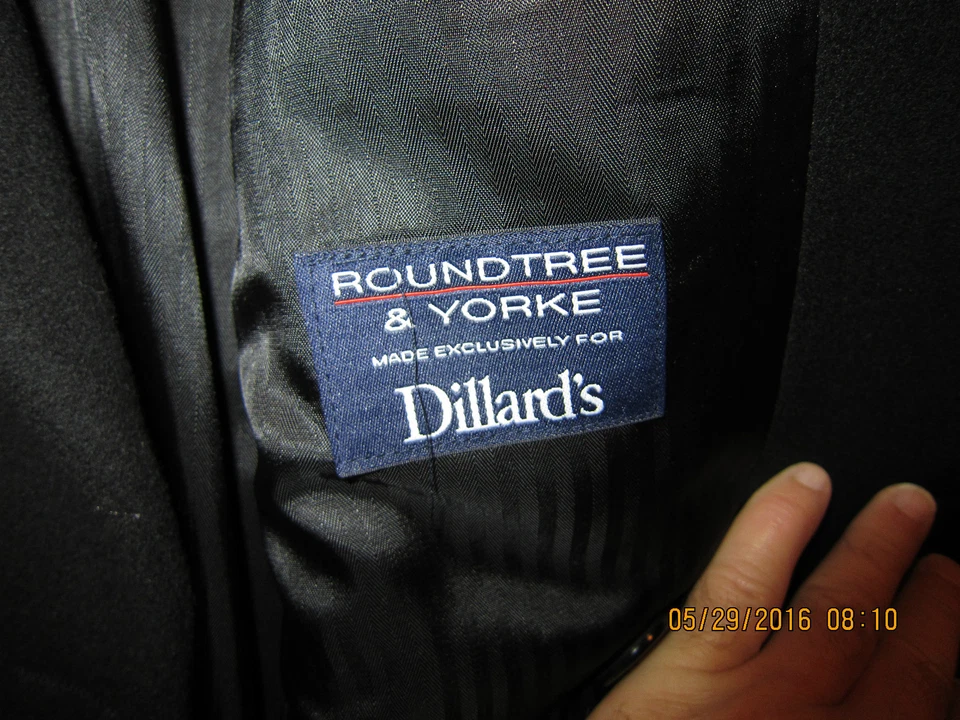 ROUNDTREE
& YORKE
MADE EXCLUSIVELY FOR
Dillard's
05/29/2016 08:10